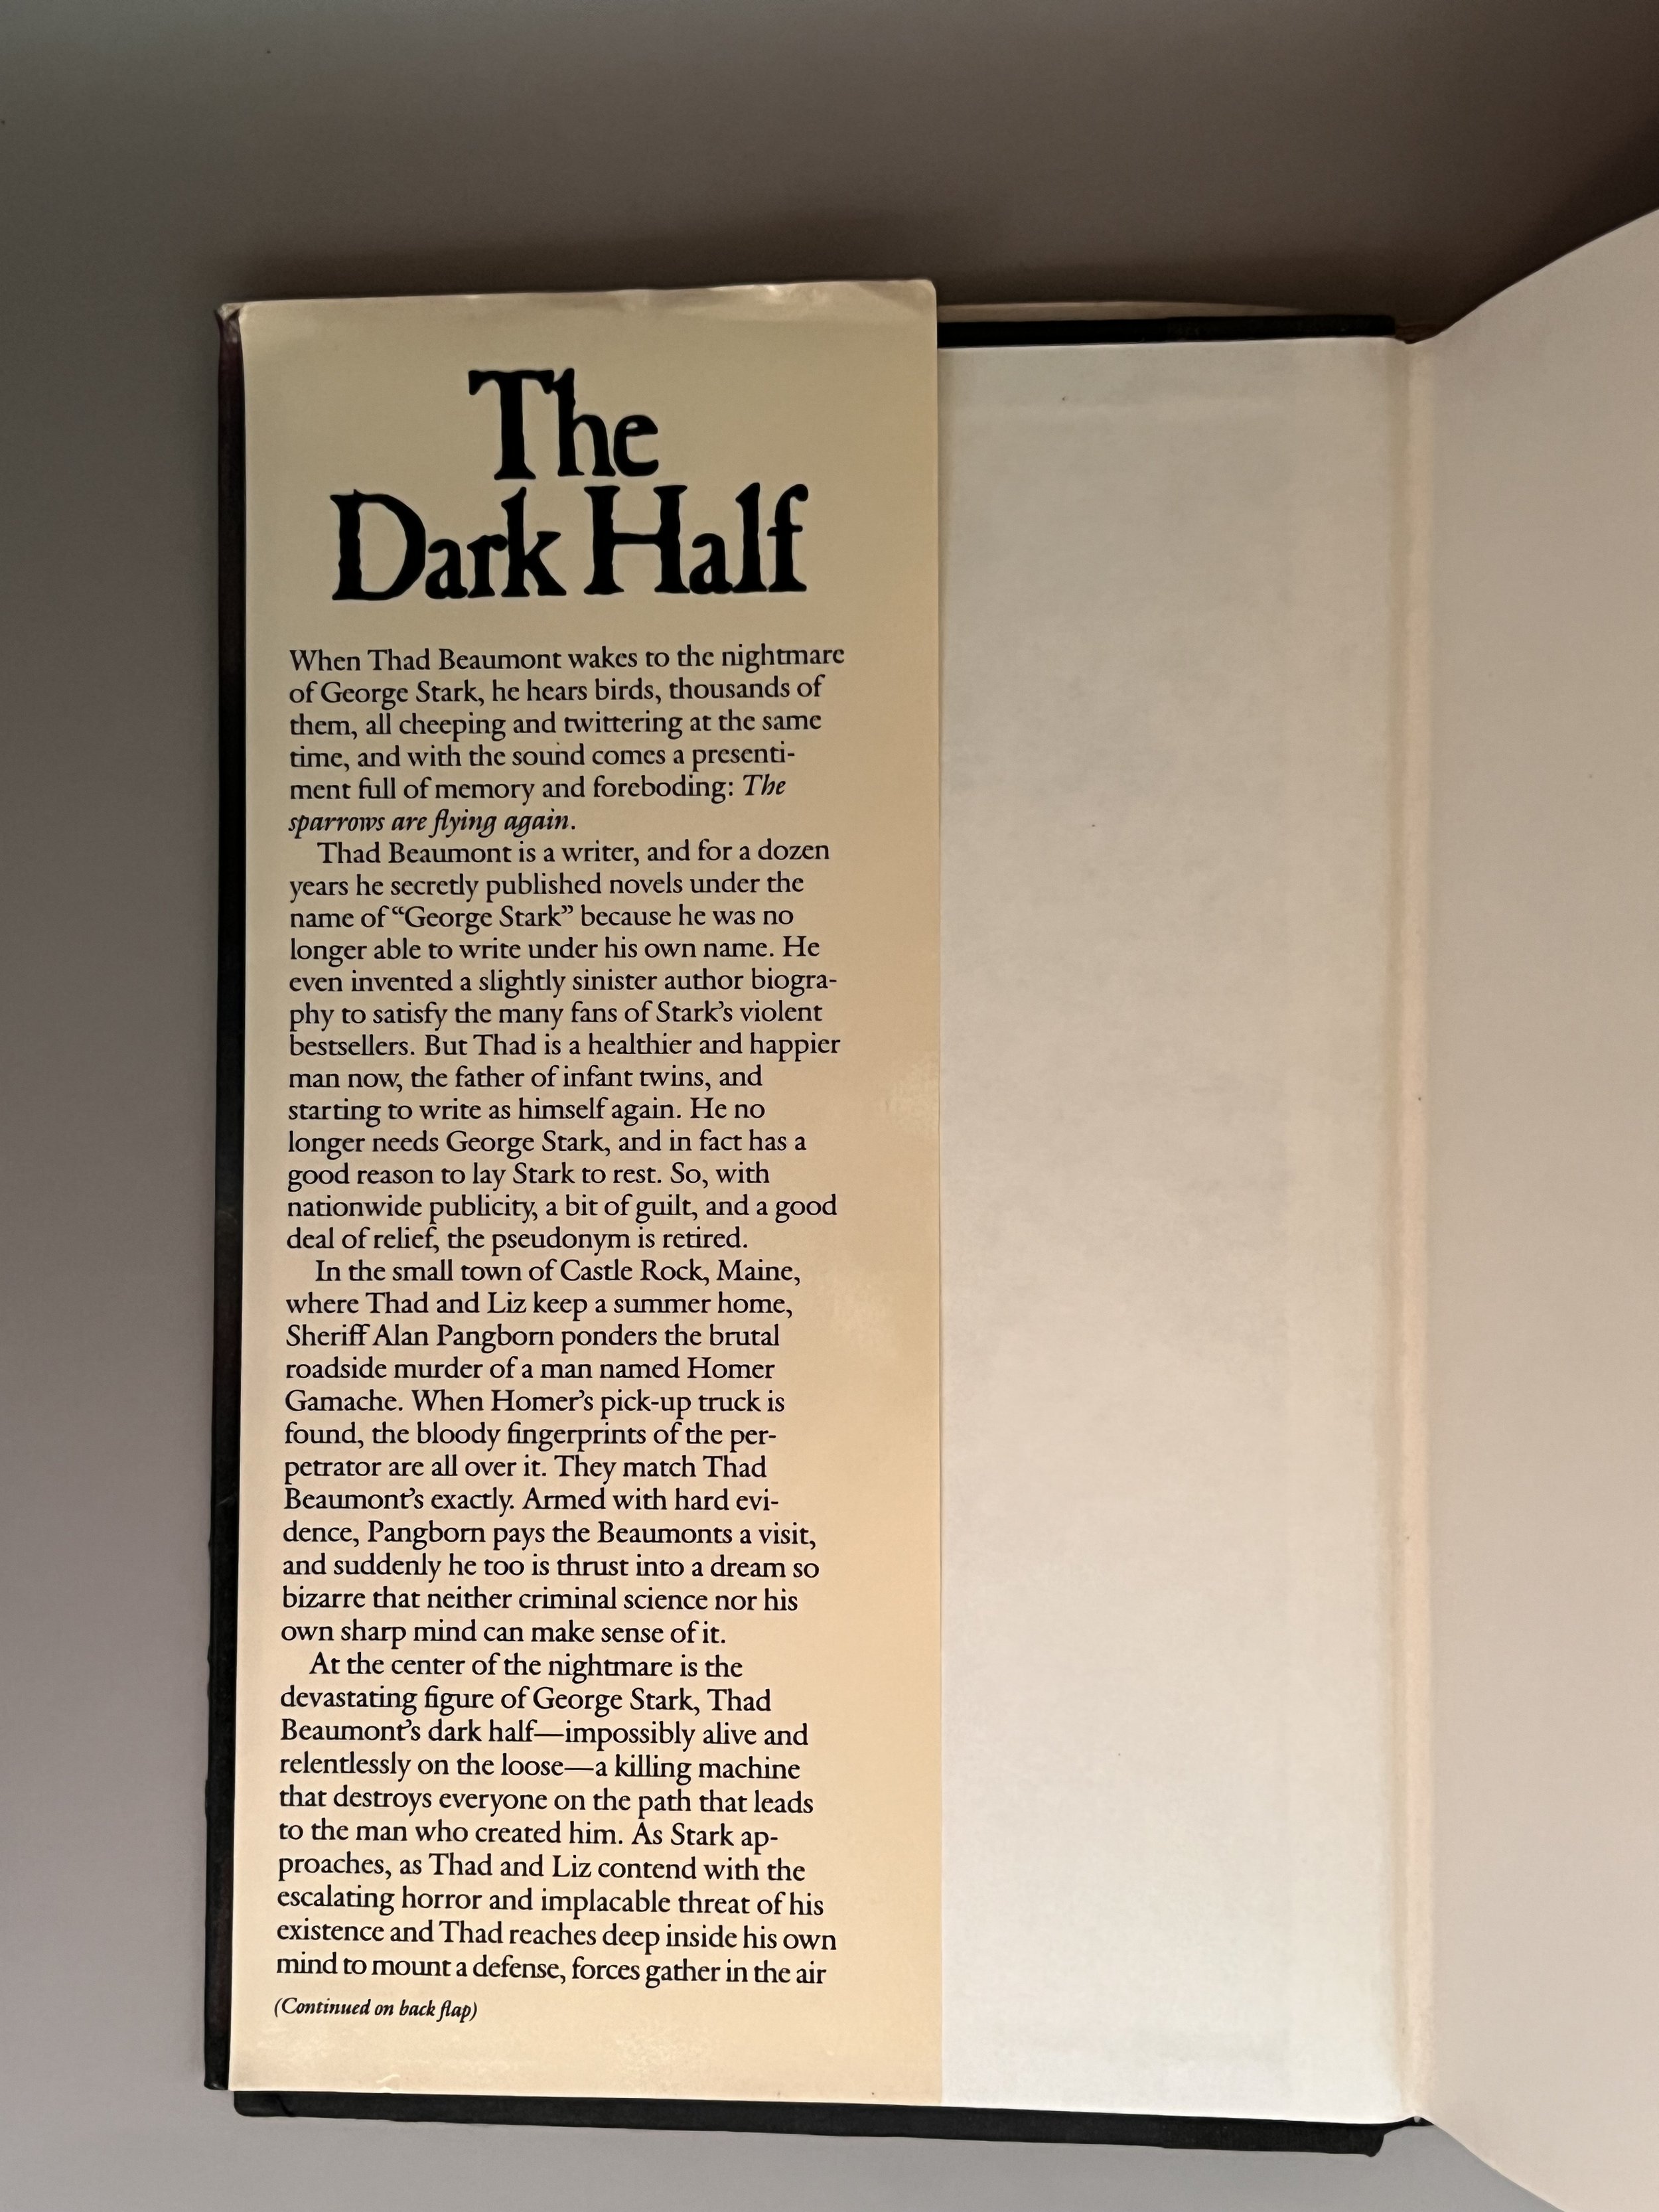 The
Dark Half
When Thad Beaumont wakes to the nightmare
of George Stark, he hears birds, thousands of
them, all cheeping and twittering at the same
time, and with the sound comes a presenti-
ment full of memory and foreboding: The
sparrows are flying again.
Thad Beaumont is a writer, and for a dozen
years he secretly published novels under the
name of “George Stark” because he was no
longer able to write under his own name. He
even invented a slightly sinister author biogra-
phy to satisfy the many fans of Stark’s violent
bestsellers. But Thad is a healthier and happier
man now, the father of infant twins, and
starting to write as himself again. He no
longer needs George Stark, and in fact has a
good reason to lay Stark to rest. So, with
nationwide publicity, a bit of guilt, and a good
deal of relief, the pseudonym is retired.
In the small town of Castle Rock, Maine,
where Thad and Liz keep a summer home,
Sheriff Alan Pangborn ponders the brutal
roadside murder of a man named Homer
Gamache. When Homer’s pick-up truck is
found, the bloody fingerprints of the per-
petrator are all over it. They match Thad
Beaumont’s exactly. Armed with hard evi-
dence, Pangborn pays the Beaumonts a visit,
and suddenly he too is thrust into a dream so
bizarre that neither criminal science nor his
own sharp mind can make sense of it.
At the center of the nightmare is the
devastating figure of George Stark, Thad
Beaumont’s dark half—impossibly alive and
relentlessly on the loose—a killing machine
that destroys everyone on the path that leads
to the man who created him. As Stark ap-
proaches, as Thad and Liz contend with the
escalating horror and implacable threat of his
existence and Thad reaches deep inside his own
mind to mount a defense, forces gather in the air
(Continued on back flap)